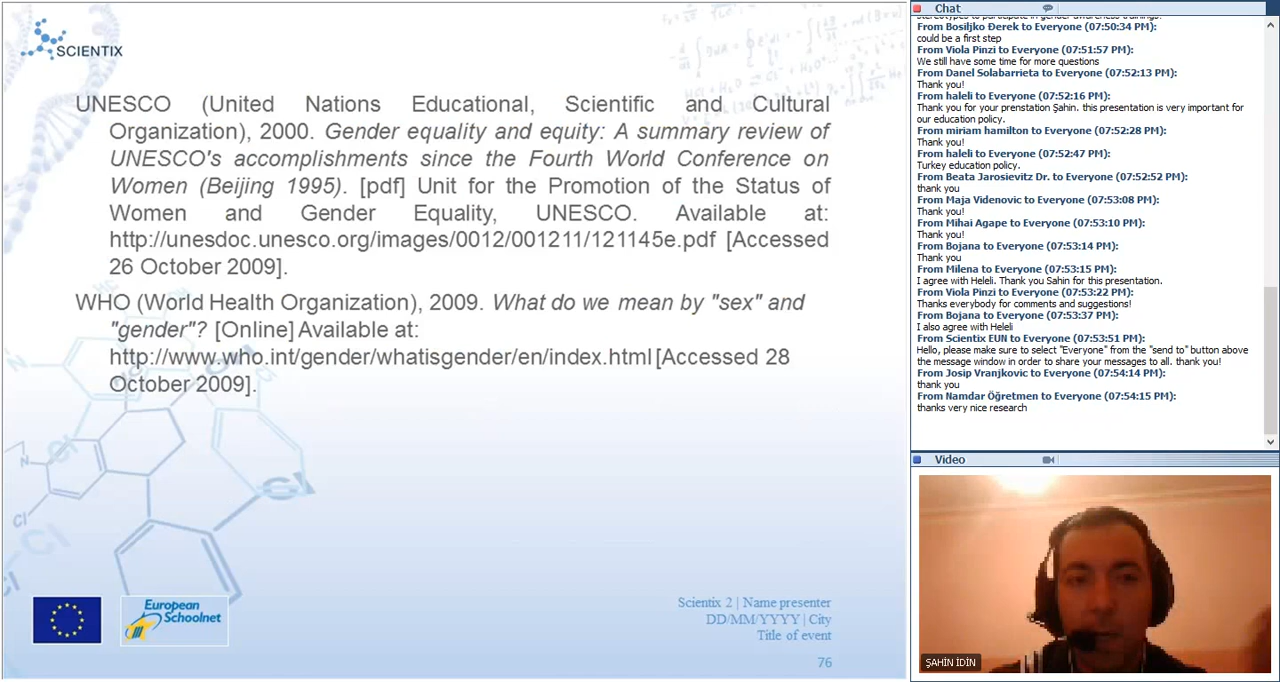 SCIENTIX
UNESCO (United Nations Educational, Scientific and Cultural
Organization), 2000. Gender equality and equity: A summary review of
UNESCO's accomplishments since the Fourth World Conference on
Women (Beijing 1995). [pdf] Unit for the Promotion of the Status of
Women and Gender Equality, UNESCO. Available at:
http://unesdoc.unesco.org/images/0012/001211/121145e.pdf [Accessed
26 October 2009].
WHO (World Health Organization), 2009. What do we mean by "sex" and
"gender"? [Online] Available at:
http://www.who.int/gender/whatisgender/en/index.html [Accessed 28
October 2009].
European
Schoolnet
Scientix 2 | Name presenter
DD/MM/YYYY | City
Title of event
76
Chat
stereotypes to participate in gender awareness trainings.
From Bosiljko Đerek to Everyone (07:50:34 PM):
could be a first step
From Viola Pinzi to Everyone (07:51:57 PM):
We still have some time for more questions
From Danel Solabarrieta to Everyone (07:52:13 PM):
Thank you!
From haleli to Everyone (07:52:16 PM):
Thank you for your prenstation Şahin. this presentation is very important for
our education policy.
From miriam hamilton to Everyone (07:52:28 PM):
Thank you!
From haleli to Everyone (07:52:47 PM):
Turkey education policy.
From Beata Jarosievitz Dr. to Everyone (07:52:52 PM):
thank you
From Maja Videnovic to Everyone (07:53:08 PM):
Thank you!
From Mihai Agape to Everyone (07:53:10 PM):
Thank you!
From Bojana to Everyone (07:53:14 PM):
Thank you
From Milena to Everyone (07:53:15 PM):
I agree with Heleli. Thank you Sahin for this presentation.
From Viola Pinzi to Everyone (07:53:22 PM):
Thanks everybody for comments and suggestions!
From Bojana to Everyone (07:53:37 PM):
I also agree with Heleli
From Scientix EUN to Everyone (07:53:51 PM):
Hello, please make sure to select "Everyone" from the "send to" button above
the message window in order to share your messages to all. thank you!
From Josip Vranjkovic to Everyone (07:54:14 PM):
thank you
From Namdar Öğretmen to Everyone (07:54:15 PM):
thanks very nice research
Video
ŞAHİN İDİN